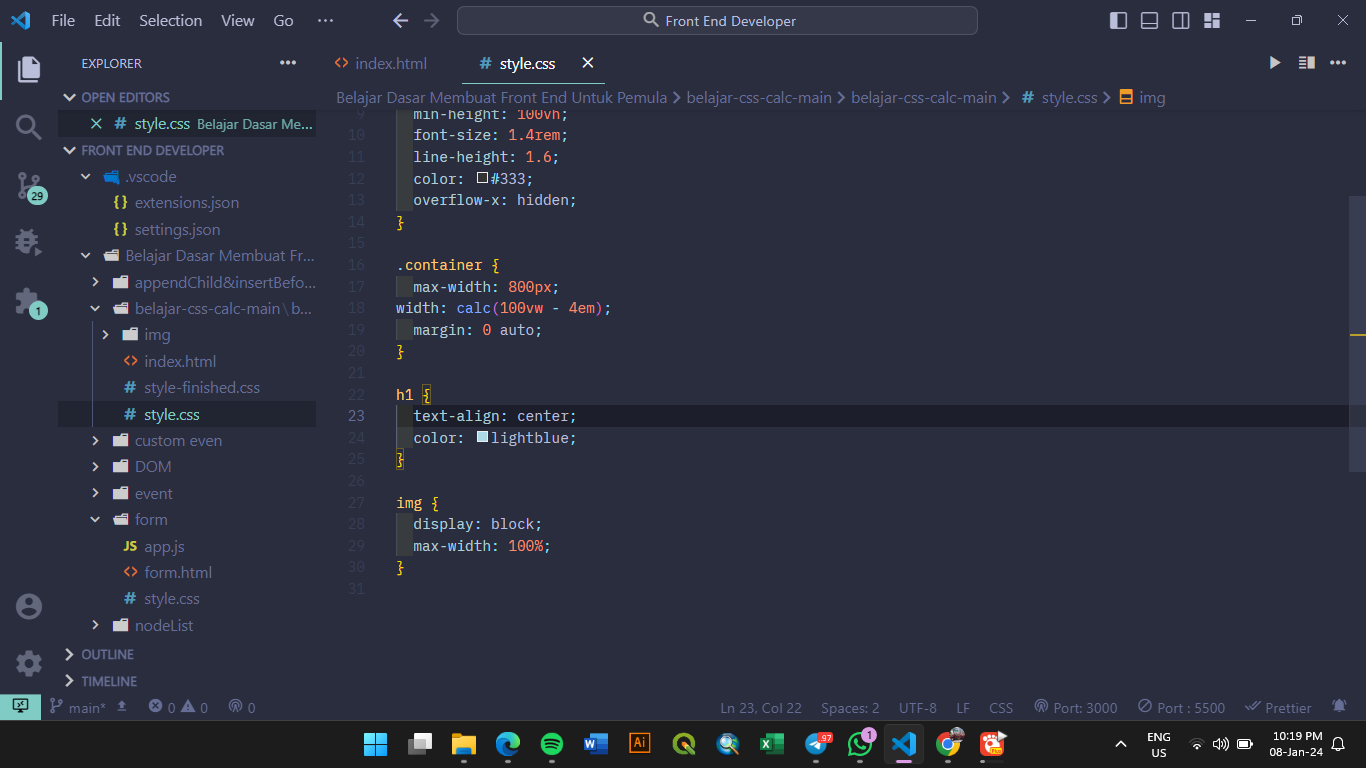 File Edit Selection View Go ··· Front End Developer
EXPLORER ··· index.html # style.css
OPEN EDITORS
# style.css Belajar Dasar Me...
FRONT END DEVELOPER
.vscode
{} extensions.json
{} settings.json
Belajar Dasar Membuat Fr...
appendChild&insertBefo...
belajar-css-calc-main\b...
img
<> index.html
# style-finished.css
# style.css
custom even
DOM
event
form
JS app.js
<> form.html
# style.css
nodeList
OUTLINE
TIMELINE
29
1
Belajar Dasar Membuat Front End Untuk Pemula > belajar-css-calc-main > belajar-css-calc-main > # style.css > img
9 min-height: 100vh;
10 font-size: 1.4rem;
11 line-height: 1.6;
12 color: #333;
13 overflow-x: hidden;
14 }
15
16 .container {
17 max-width: 800px;
18 width: calc(100vw - 4em);
19 margin: 0 auto;
20 }
21
22 h1 {
23 text-align: center;
24 color: lightblue;
25 }
26
27 img {
28 display: block;
29 max-width: 100%;
30 }
31
main* 0 0 0 Ln 23, Col 22 Spaces: 2 UTF-8 LF CSS Port: 3000 Port : 5500 Prettier
W Ai X 97 1
ENG
US
10:19 PM
08-Jan-24